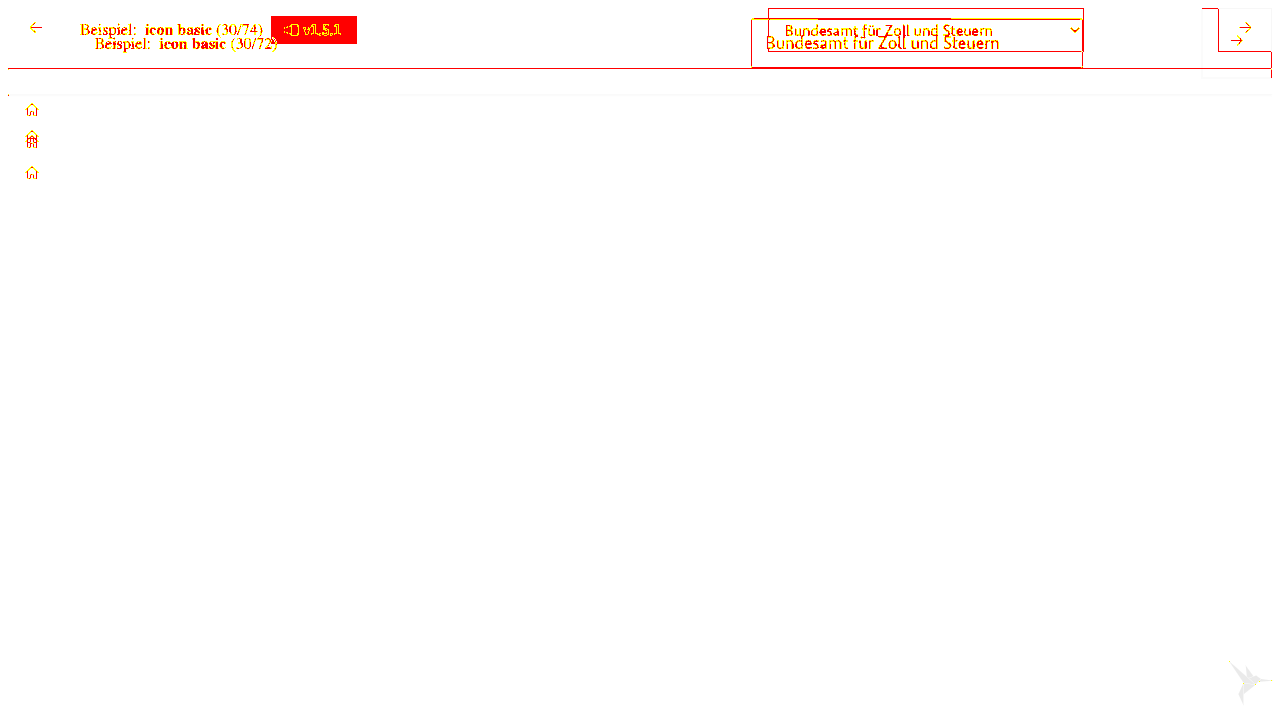 Beispiel: icon basic (30/74) v1.5.1 Bundesamt für Zoll und Steuern
Beispiel: icon basic (30/72) Bundesamt für Zoll und Steuern